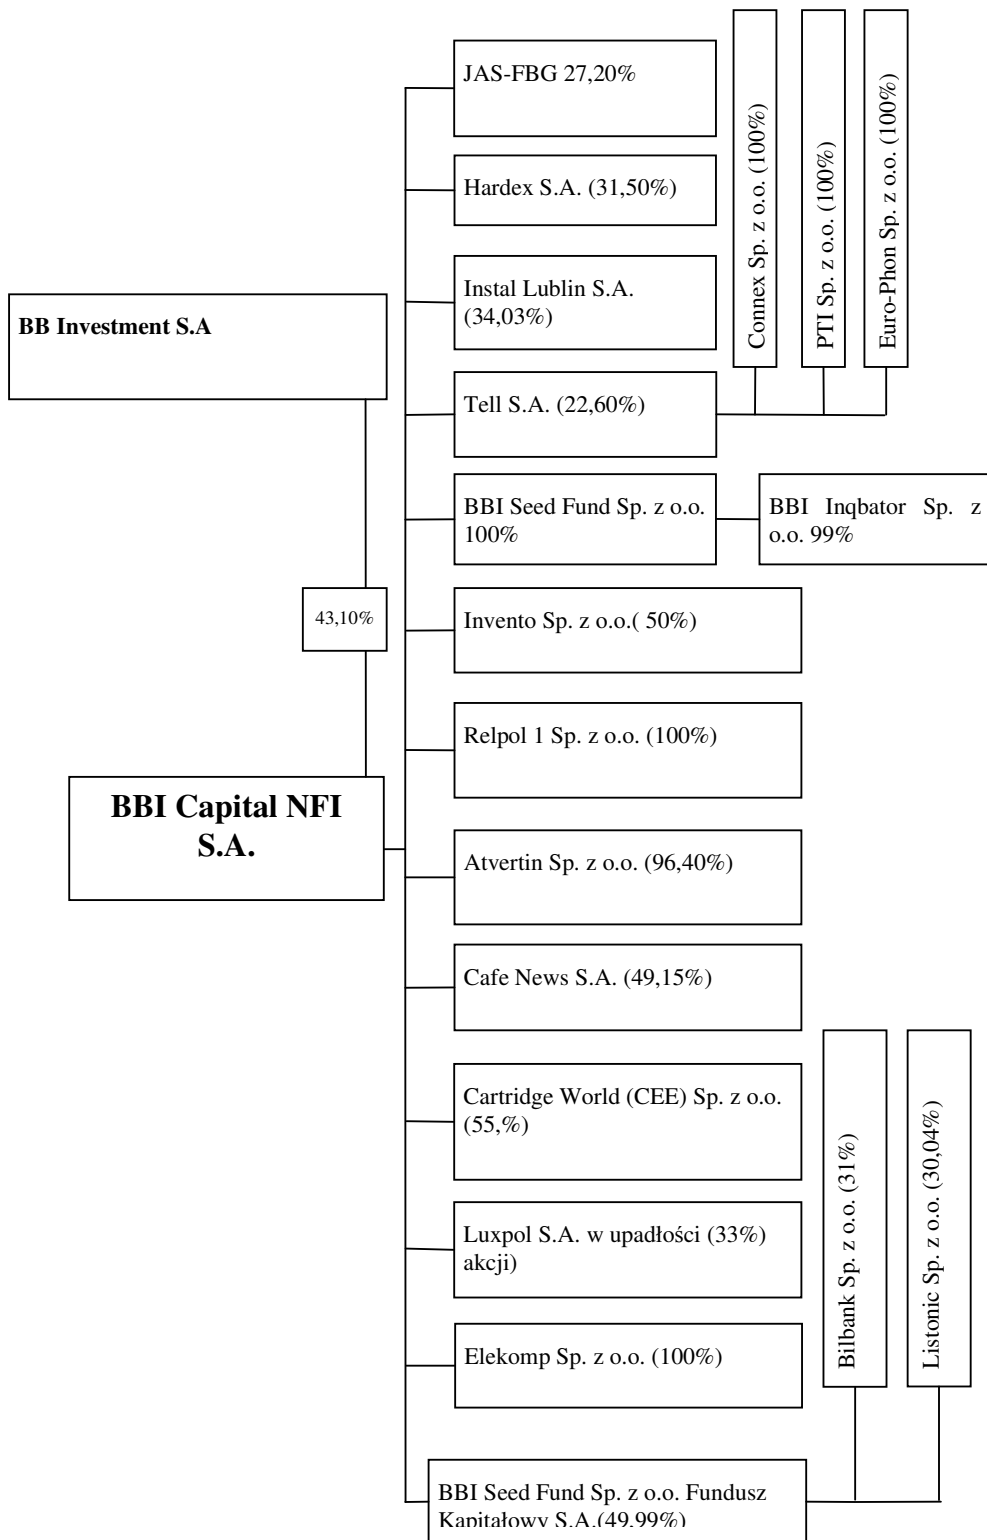 JAS-FBG 27,20%
Hardex S.A. (31,50%)
Instal Lublin S.A.
(34,03%)
Tell S.A. (22,60%)
Connex Sp. z o.o. (100%)
PTI Sp. z o.o. (100%)
Euro-Phon Sp. z o.o. (100%)
BB Investment S.A
BBI Seed Fund Sp. z o.o.
100%
BBI Inqbator Sp. z
o.o. 99%
43,10%
Invento Sp. z o.o.( 50%)
Relpol 1 Sp. z o.o. (100%)
BBI Capital NFI
S.A.
Atvertin Sp. z o.o. (96,40%)
Cafe News S.A. (49,15%)
Cartridge World (CEE) Sp. z o.o.
(55,%)
Luxpol S.A. w upadłości (33%)
akcji)
Elekomp Sp. z o.o. (100%)
Bilbank Sp. z o.o. (31%)
Listonic Sp. z o.o. (30,04%)
BBI Seed Fund Sp. z o.o. Fundusz
Kapitałowy S.A.(49,99%)